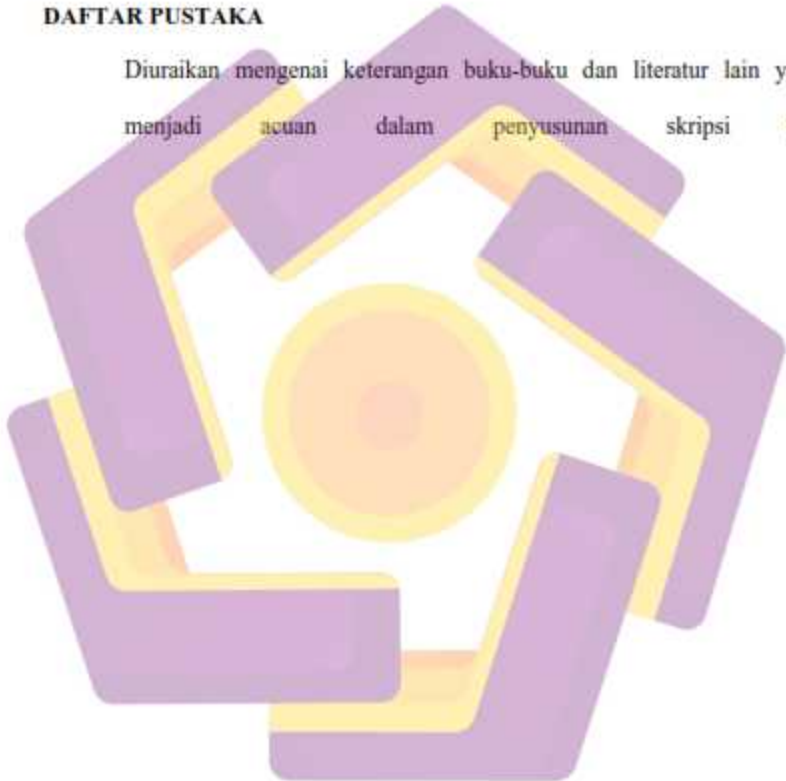 DAFTAR PUSTAKA
Diuraikan mengenai keterangan buku-buku dan literatur lain y
menjadi acuan dalam penyusunan skripsi